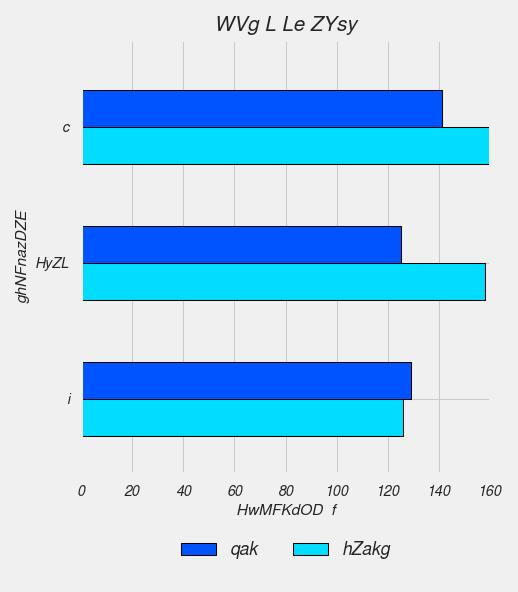 WVg L Le ZYsy
c
HyZL
i
ghNFnazDZE
0 20 40 60 80 100 120 140 160
HwMFKdOD f
qak hZakg